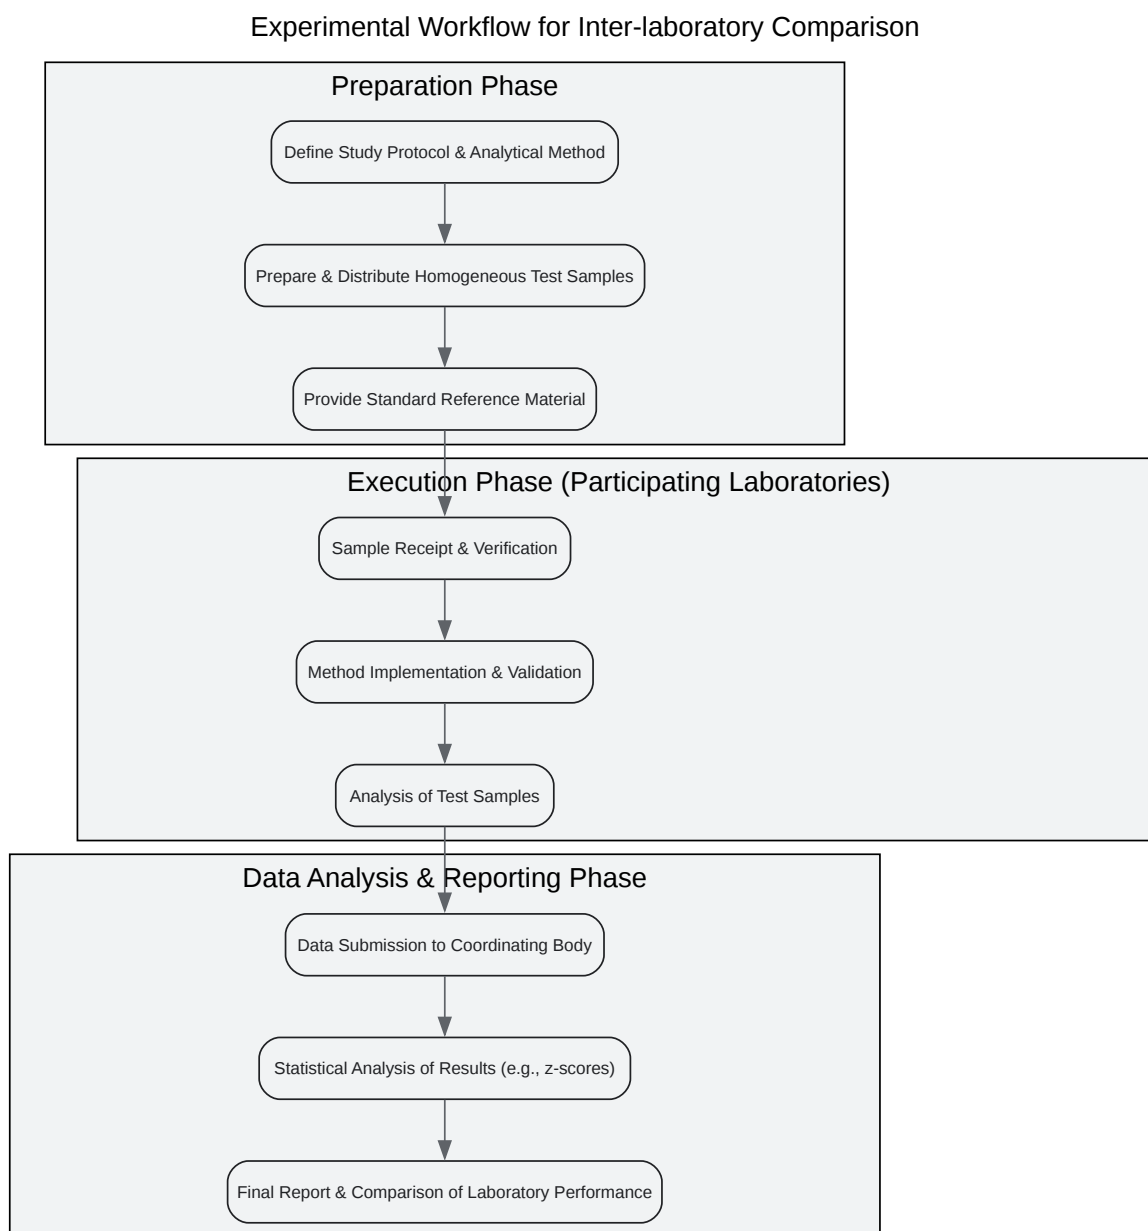 Experimental Workflow for Inter-laboratory Comparison
Preparation Phase
Define Study Protocol & Analytical Method
Prepare & Distribute Homogeneous Test Samples
Provide Standard Reference Material
Execution Phase (Participating Laboratories)
Sample Receipt & Verification
Method Implementation & Validation
Analysis of Test Samples
Data Analysis & Reporting Phase
Data Submission to Coordinating Body
Statistical Analysis of Results (e.g., z-scores)
Final Report & Comparison of Laboratory Performance